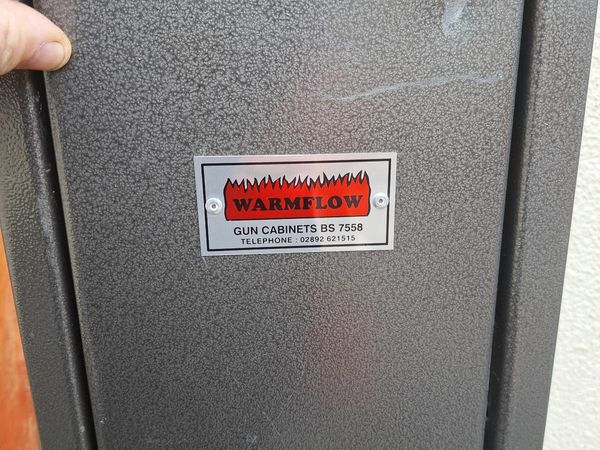 WARMFLOW
GUN CABINETS BS 7558
TELEPHONE : 02892 621515